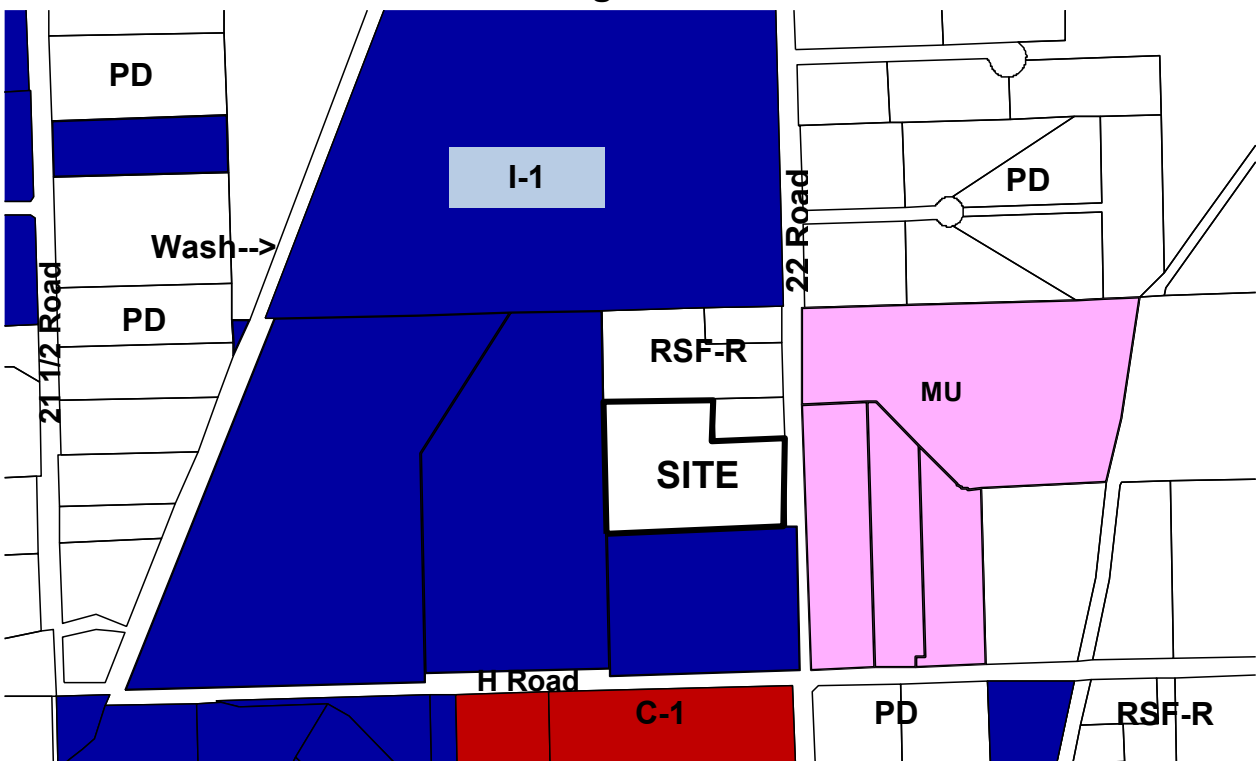 PD
I-1
PD
22 Road
Wash-->
21 1/2 Road
PD
RSF-R
MU
SITE
H Road
C-1
PD
RSF-R